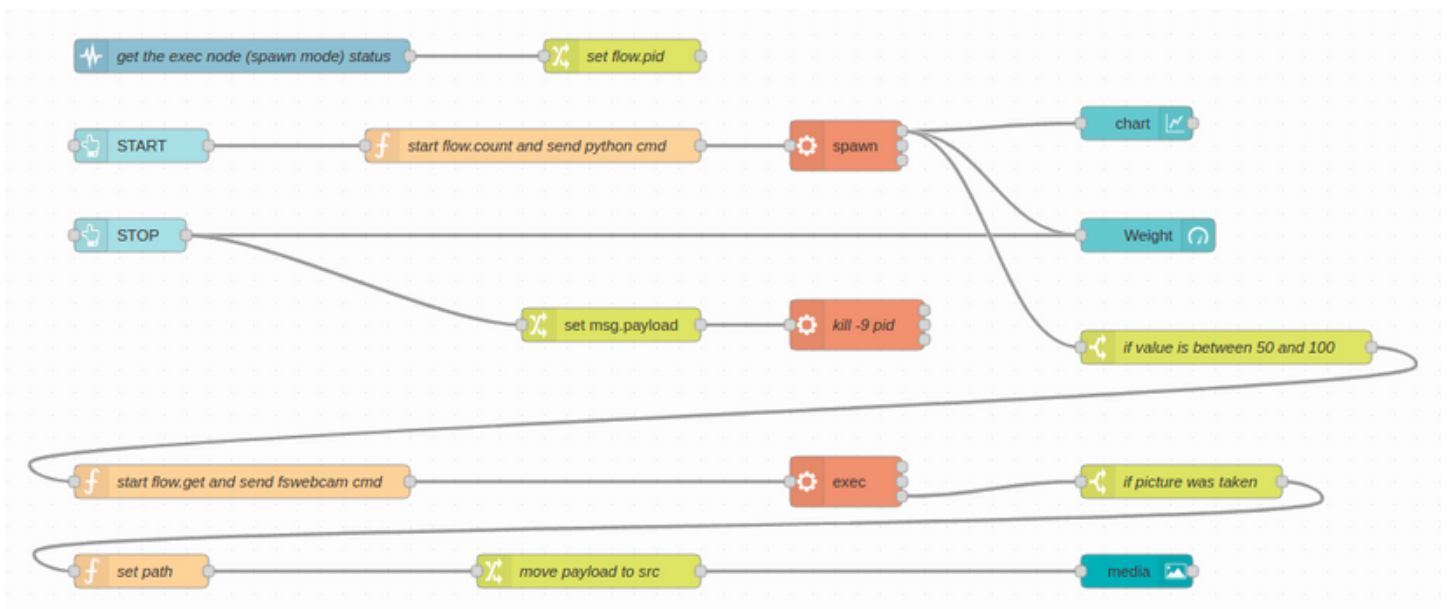 get the exec node (spawn mode) status
set flow.pid
START
start flow.count and send python cmd
spawn
chart
STOP
Weight
set msg.payload
kill -9 pid
if value is between 50 and 100
start flow.get and send fswebcam cmd
exec
if picture was taken
set path
move payload to src
media